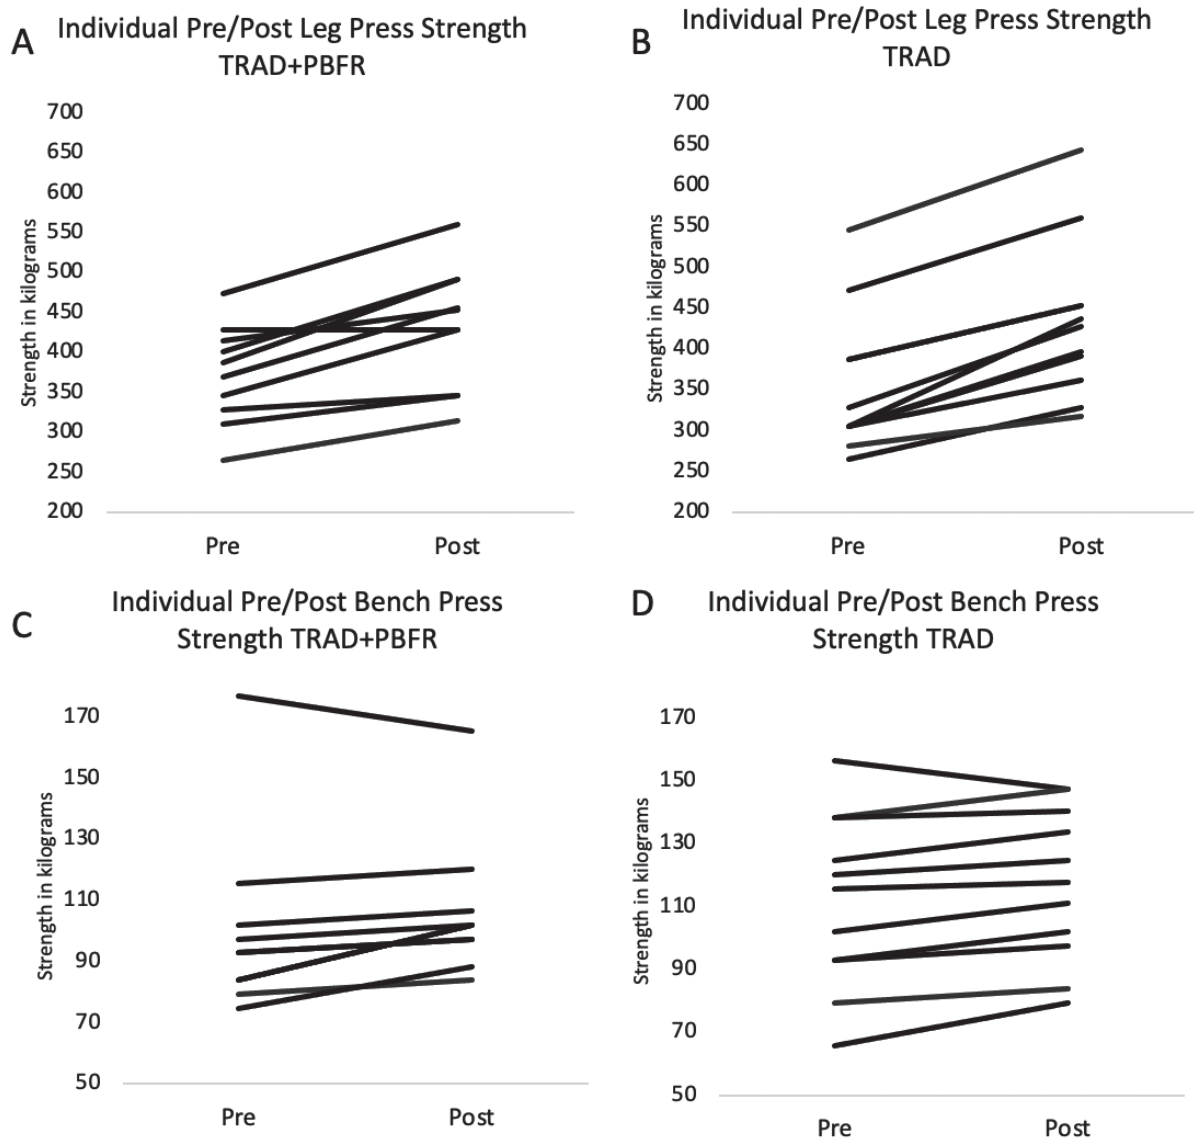 A
Individual Pre/Post Leg Press Strength
TRAD+PBFR
Strength in kilograms
700
650
600
550
500
450
400
350
300
250
200
Pre Post
B
Individual Pre/Post Leg Press Strength
TRAD
Strength in kilograms
700
650
600
550
500
450
400
350
300
250
200
Pre Post
C
Individual Pre/Post Bench Press
Strength TRAD+PBFR
Strength in kilograms
170
150
130
110
90
70
50
Pre Post
D
Individual Pre/Post Bench Press
Strength TRAD
Strength in kilograms
170
150
130
110
90
70
50
Pre Post